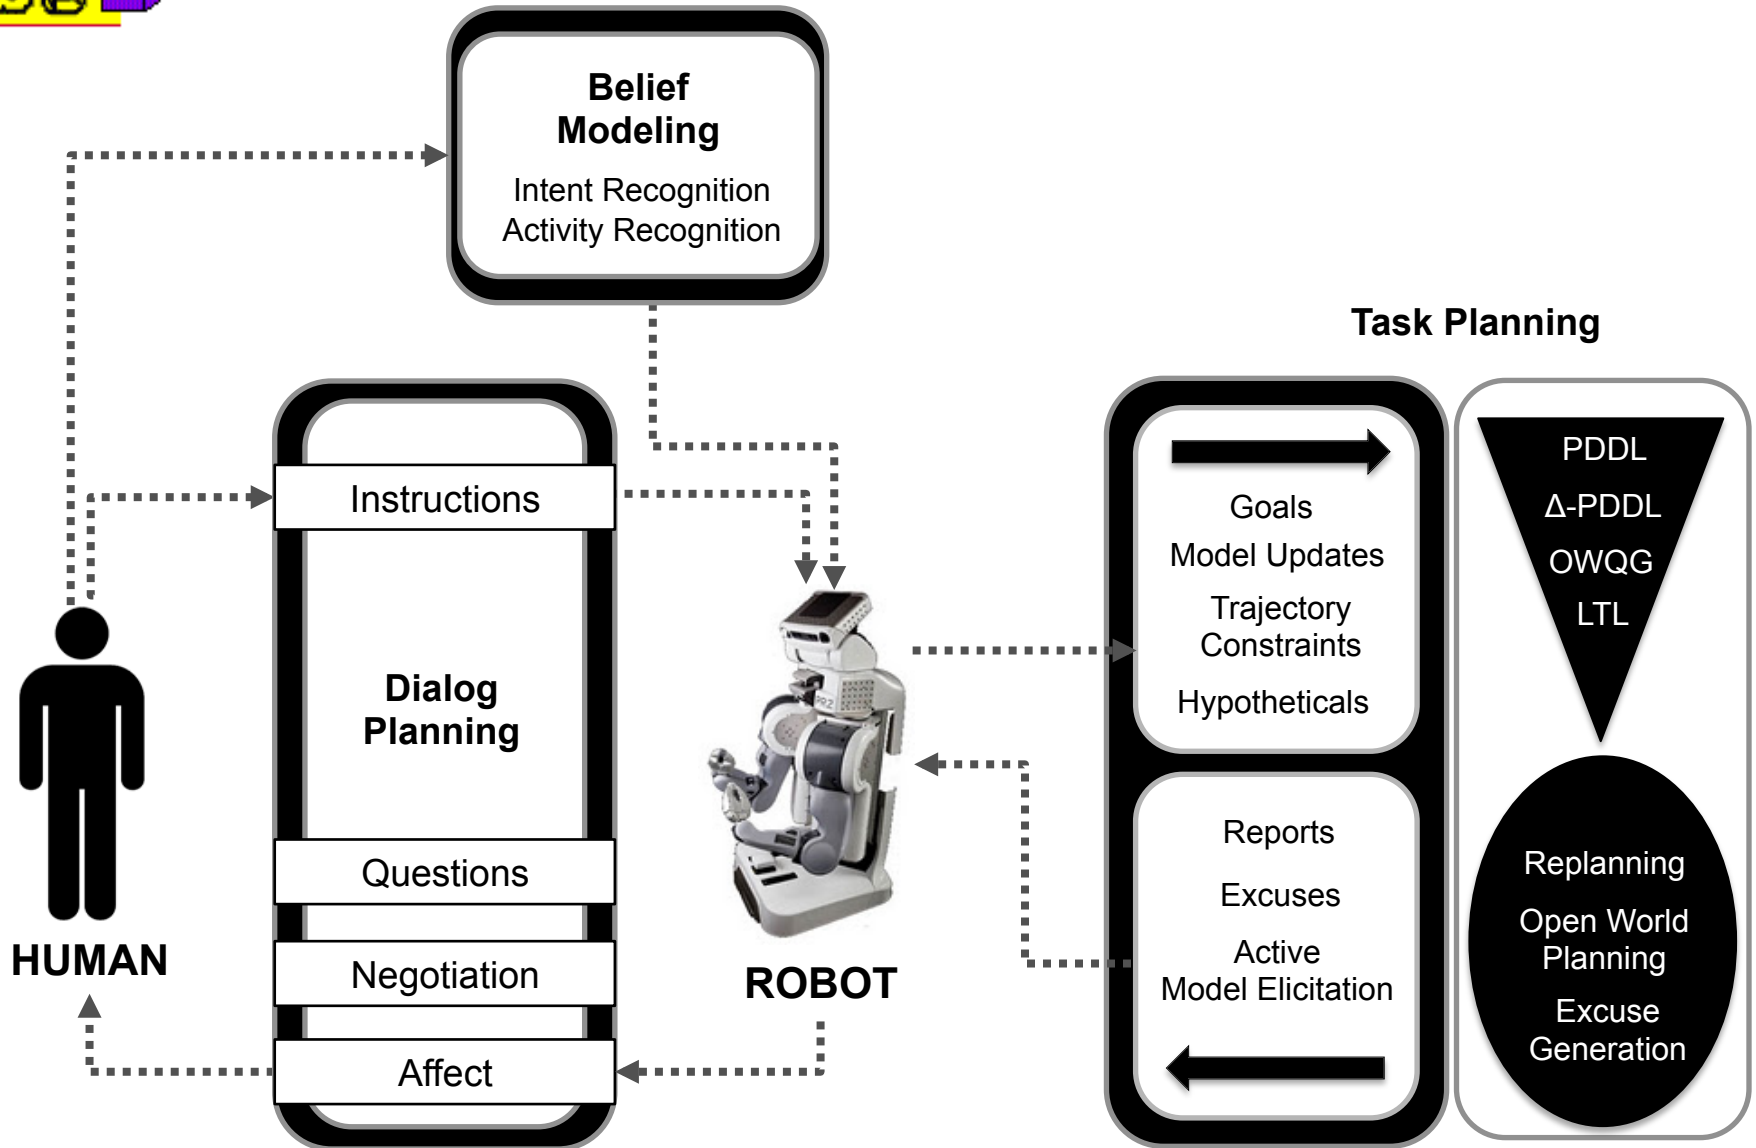 Belief
Modeling
Intent Recognition
Activity Recognition
Task Planning
Instructions
Dialog
Planning
Questions
Negotiation
Affect
HUMAN
ROBOT
PR2
Goals
Model Updates
Trajectory
Constraints
Hypotheticals
Reports
Excuses
Active
Model Elicitation
PDDL
Δ-PDDL
OWQG
LTL
Replanning
Open World
Planning
Excuse
Generation